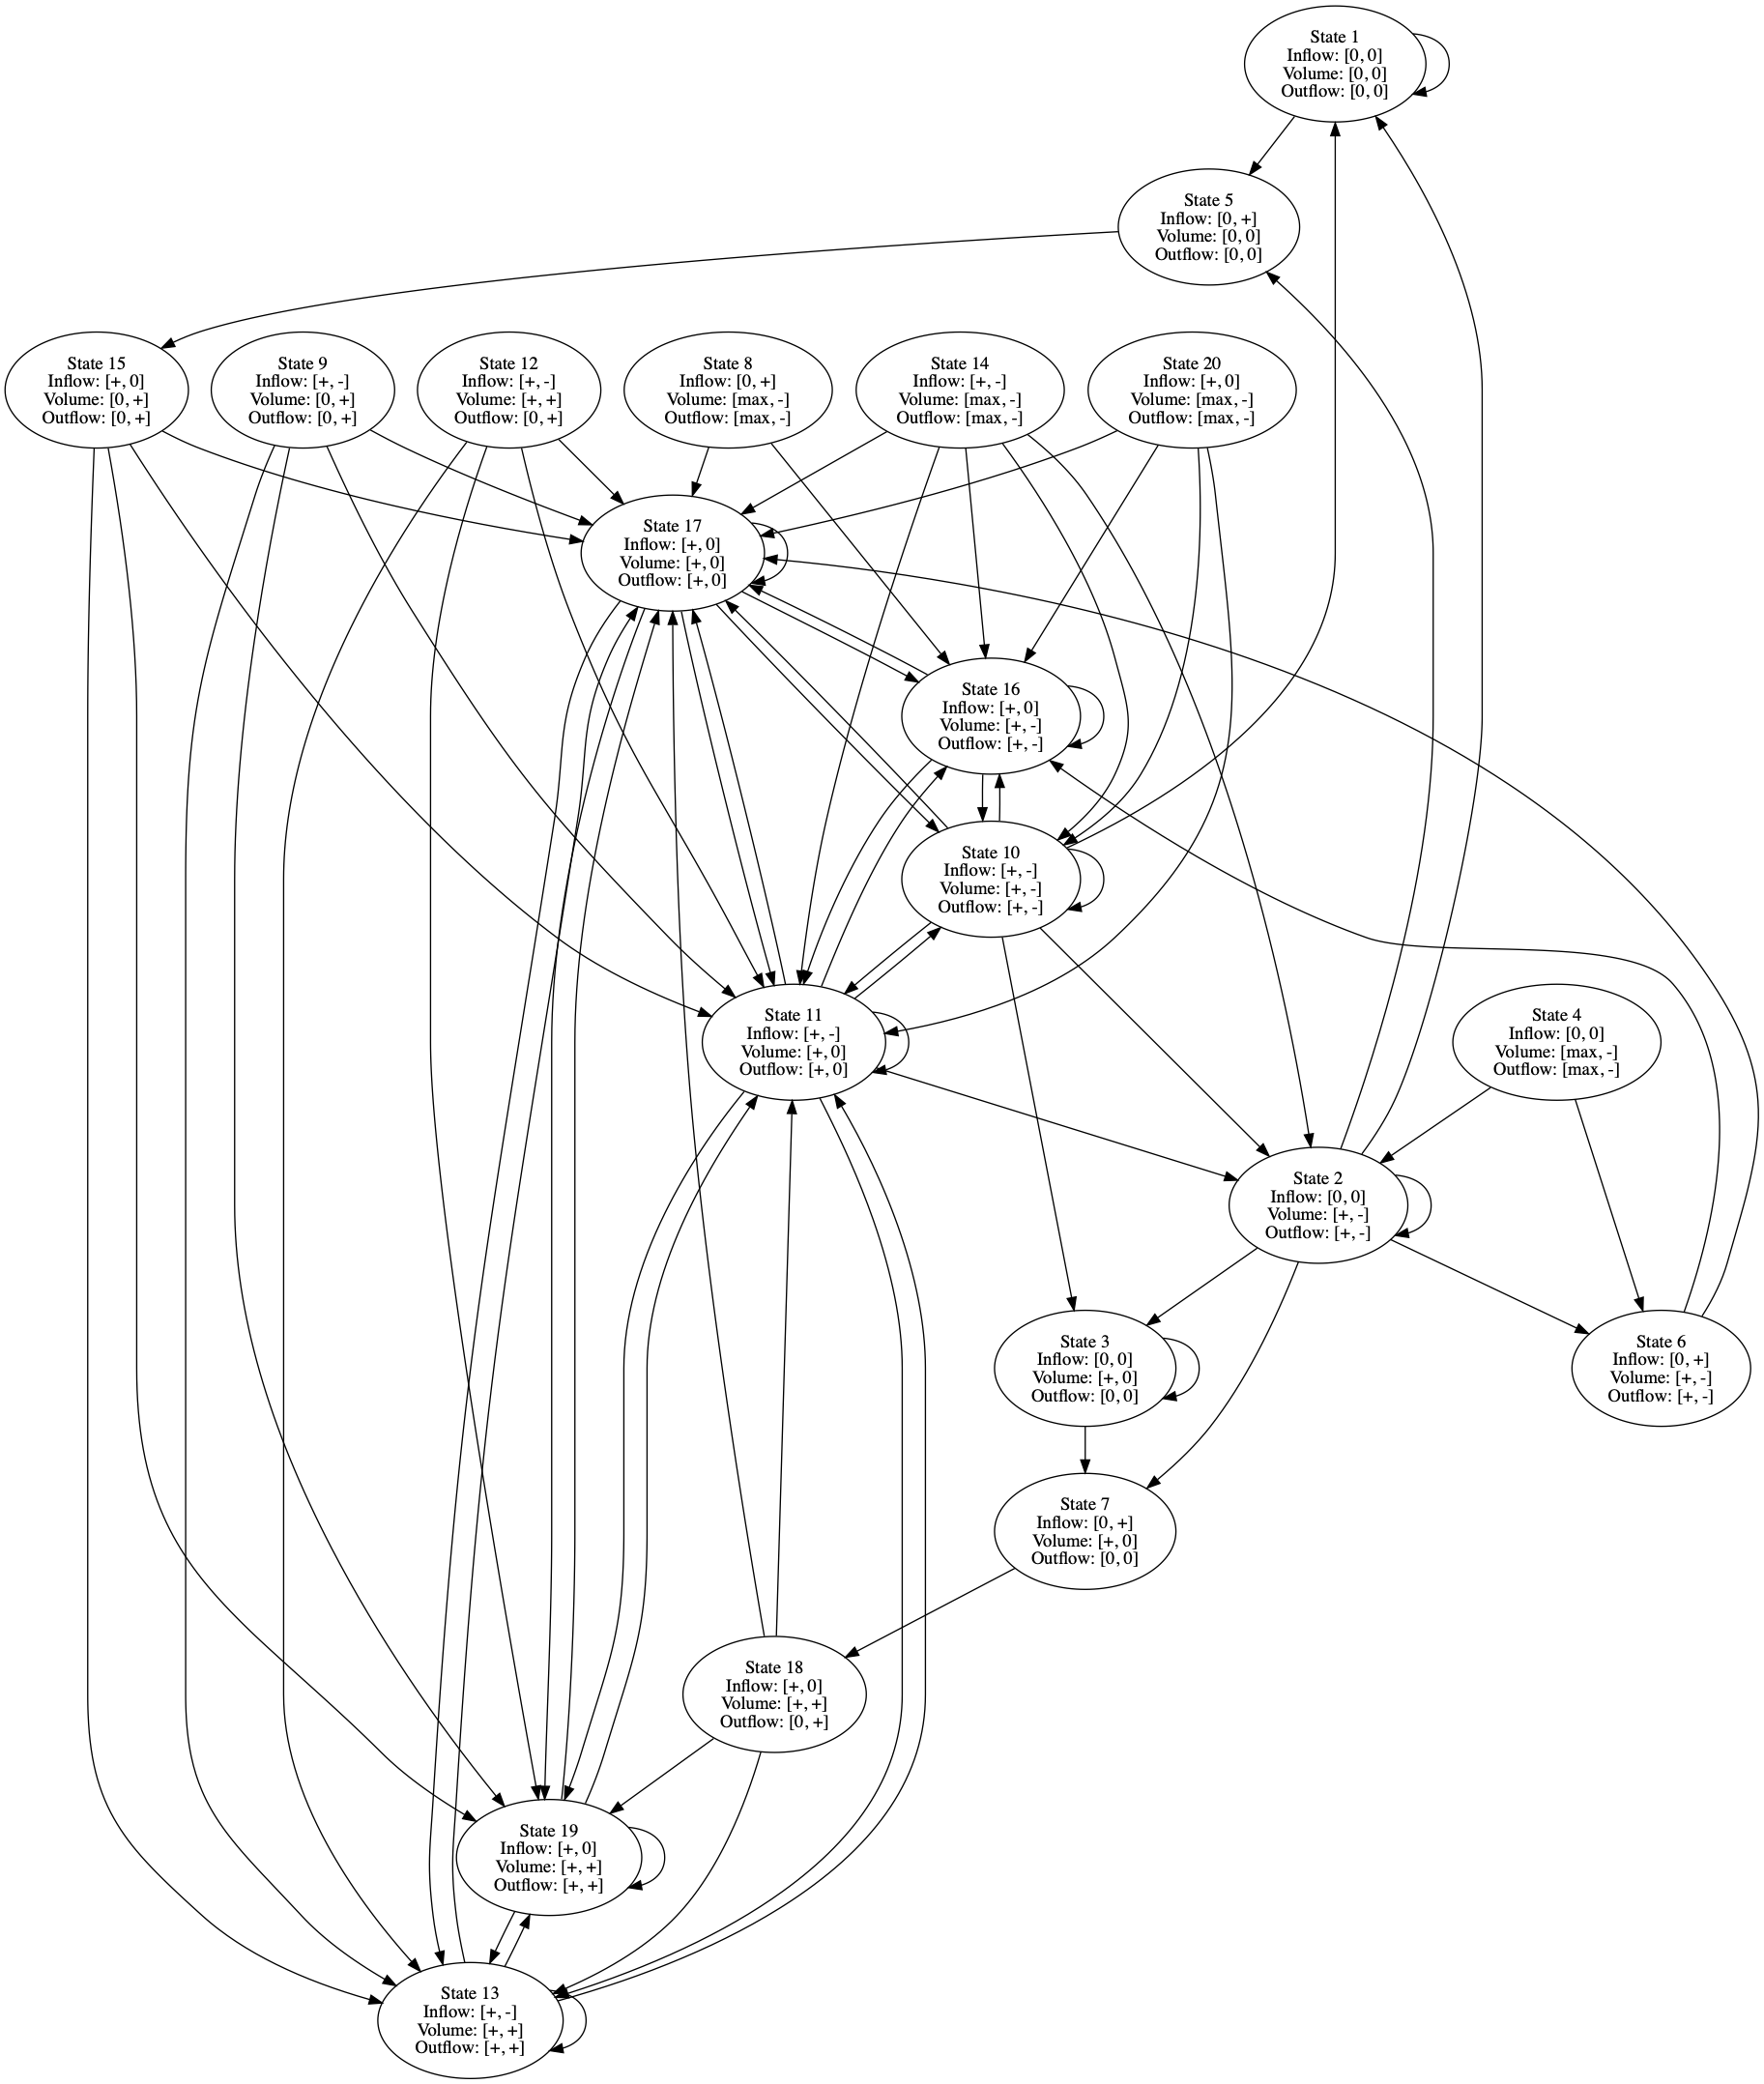 State 1
Inflow: [0, 0]
Volume: [0, 0]
Outflow: [0, 0]
State 5
Inflow: [0, +]
Volume: [0, 0]
Outflow: [0, 0]
State 15
Inflow: [+, 0]
Volume: [0, +]
Outflow: [0, +]
State 9
Inflow: [+, -]
Volume: [0, +]
Outflow: [0, +]
State 12
Inflow: [+, -]
Volume: [+, +]
Outflow: [0, +]
State 8
Inflow: [0, +]
Volume: [max, -]
Outflow: [max, -]
State 14
Inflow: [+, -]
Volume: [max, -]
Outflow: [max, -]
State 20
Inflow: [+, 0]
Volume: [max, -]
Outflow: [max, -]
State 17
Inflow: [+, 0]
Volume: [+, 0]
Outflow: [+, 0]
State 16
Inflow: [+, 0]
Volume: [+, -]
Outflow: [+, -]
State 10
Inflow: [+, -]
Volume: [+, -]
Outflow: [+, -]
State 11
Inflow: [+, -]
Volume: [+, 0]
Outflow: [+, 0]
State 4
Inflow: [0, 0]
Volume: [max, -]
Outflow: [max, -]
State 2
Inflow: [0, 0]
Volume: [+, -]
Outflow: [+, -]
State 3
Inflow: [0, 0]
Volume: [+, 0]
Outflow: [0, 0]
State 6
Inflow: [0, +]
Volume: [+, -]
Outflow: [+, -]
State 7
Inflow: [0, +]
Volume: [+, 0]
Outflow: [0, 0]
State 18
Inflow: [+, 0]
Volume: [+, +]
Outflow: [0, +]
State 19
Inflow: [+, 0]
Volume: [+, +]
Outflow: [+, +]
State 13
Inflow: [+, -]
Volume: [+, +]
Outflow: [+, +]